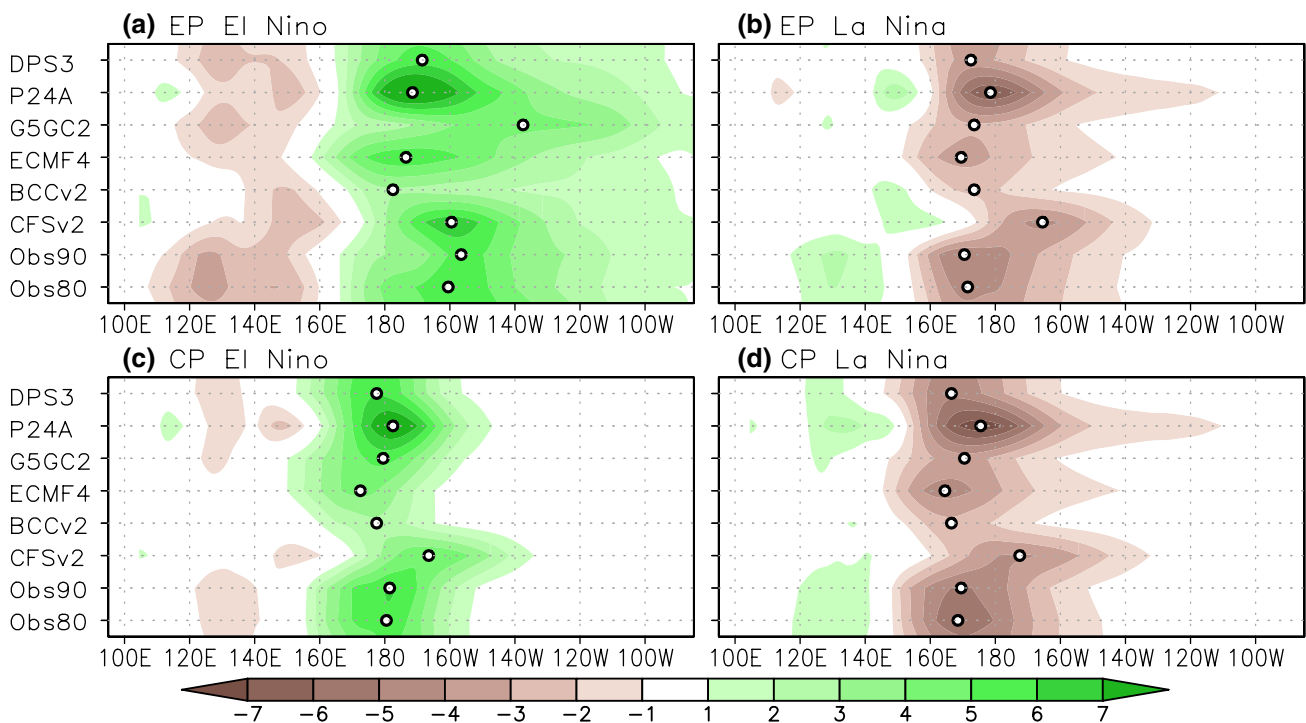 (a) EP El Nino
(b) EP La Nina
DPS3
P24A
G5GC2
ECMF4
BCCv2
CFSv2
Obs90
Obs80
100E 120E 140E 160E 180 160W 140W 120W 100W
100E 120E 140E 160E 180 160W 140W 120W 100W
(c) CP El Nino
(d) CP La Nina
DPS3
P24A
G5GC2
ECMF4
BCCv2
CFSv2
Obs90
Obs80
100E 120E 140E 160E 180 160W 140W 120W 100W
100E 120E 140E 160E 180 160W 140W 120W 100W
-7 -6 -5 -4 -3 -2 -1 1 2 3 4 5 6 7